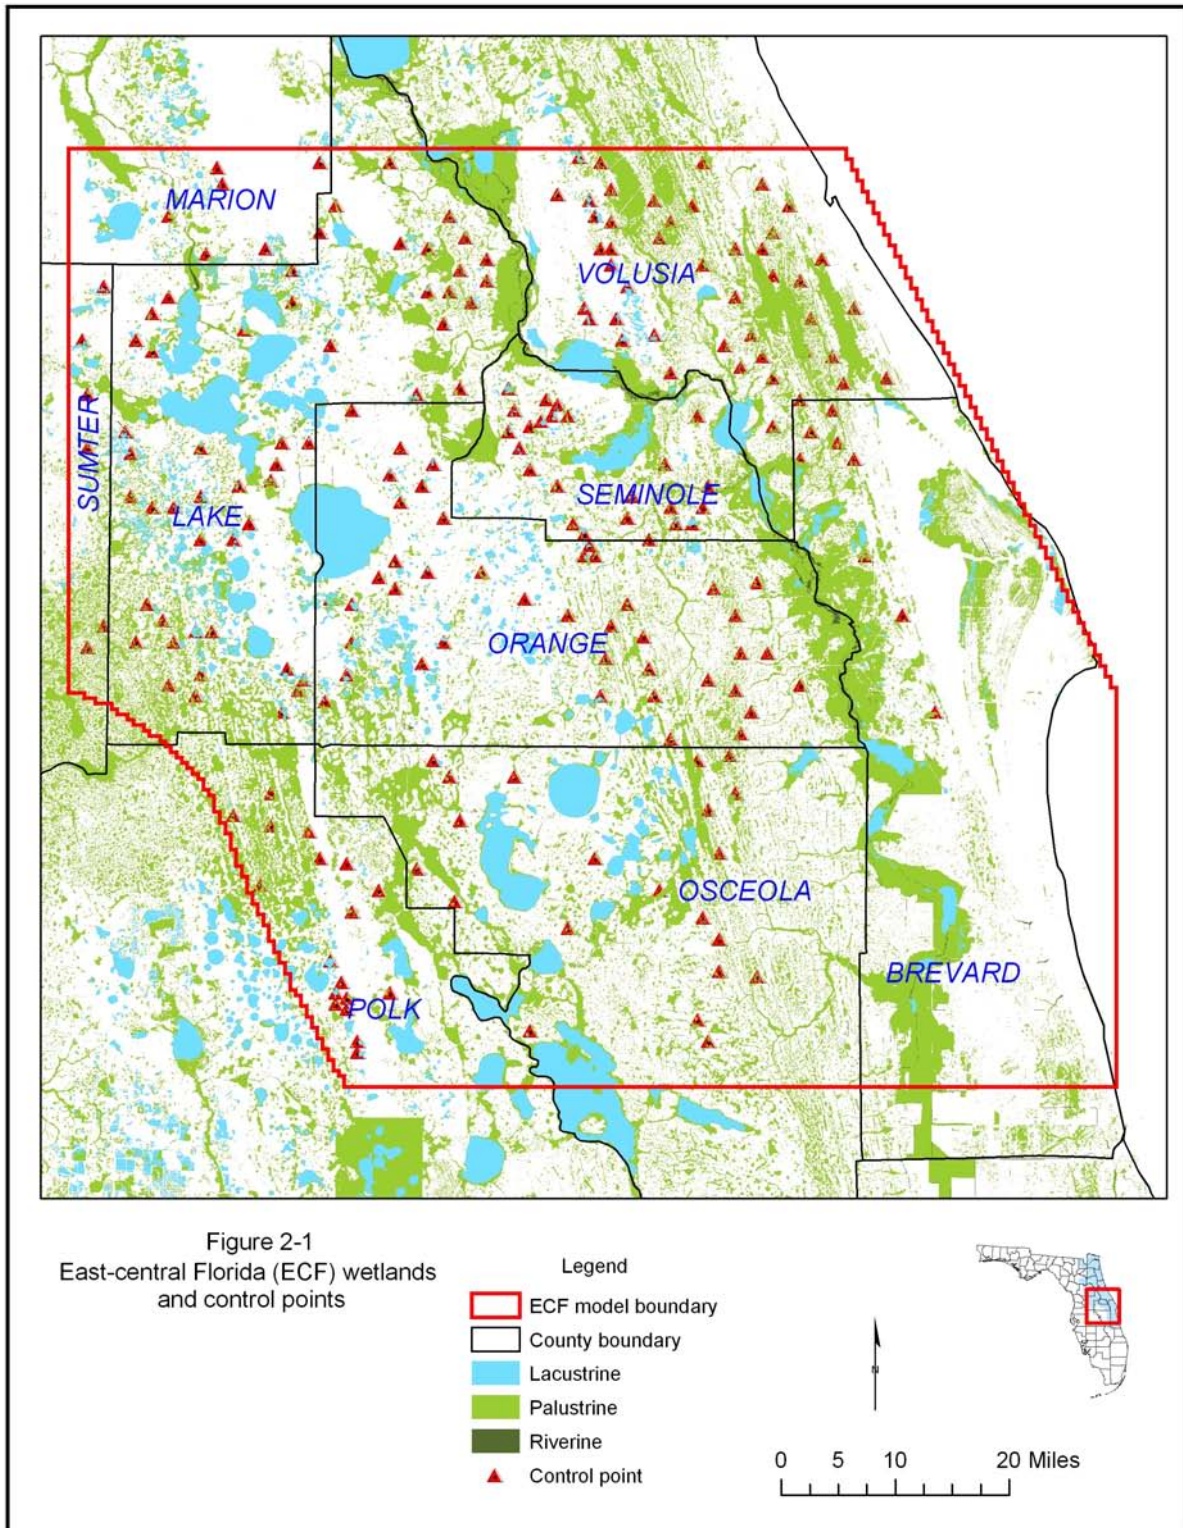 MARION
VOLUSIA
SUMTER
LAKE
SEMINOLE
ORANGE
OSCEOLA
BREVARD
POLK
Figure 2-1
East-central Florida (ECF) wetlands
and control points
Legend
ECF model boundary
County boundary
Lacustrine
Palustrine
Riverine
Control point
N
0 5 10 20 Miles